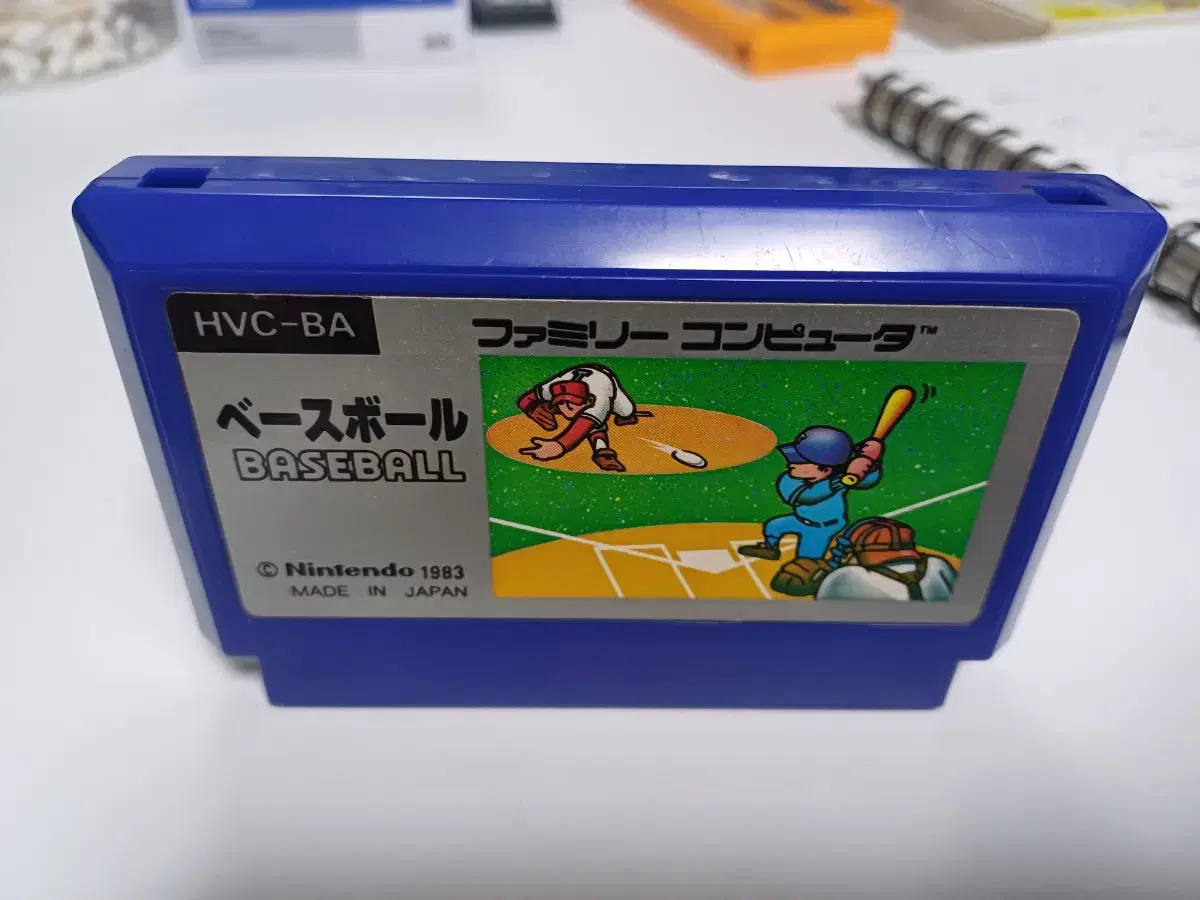 HVC-BA
ファミリー コンピュータ™
ベースボール
BASEBALL
© Nintendo 1983
MADE IN JAPAN